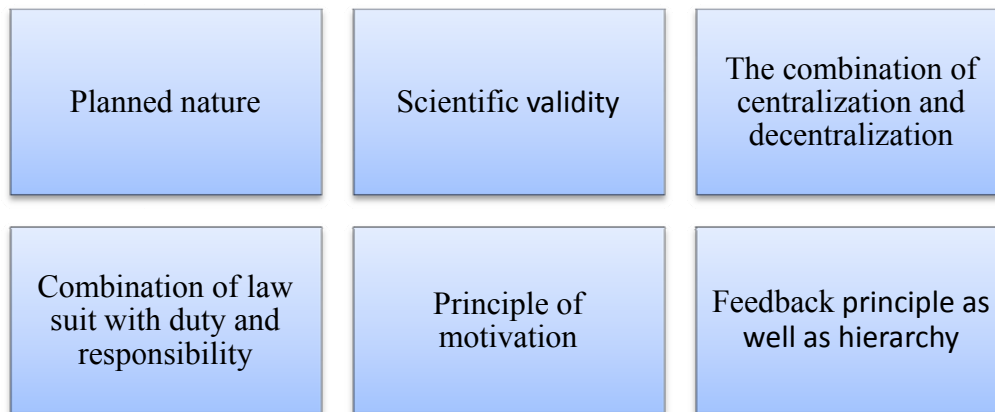 Planned nature
Scientific validity
The combination of
centralization and
decentralization
Combination of law
suit with duty and
responsibility
Principle of
motivation
Feedback principle as
well as hierarchy